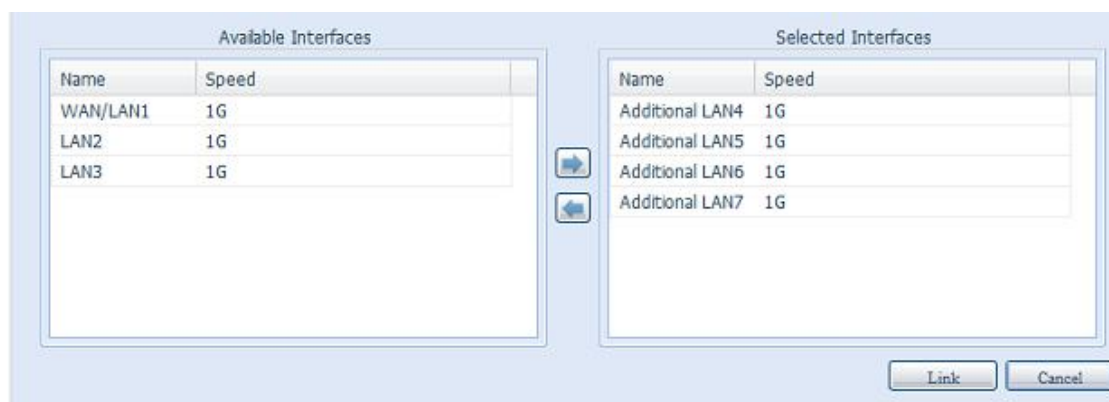 Available Interfaces
Name Speed
WAN/LAN1 1G
LAN2 1G
LAN3 1G
Selected Interfaces
Name Speed
Additional LAN4 1G
Additional LAN5 1G
Additional LAN6 1G
Additional LAN7 1G
Link Cancel